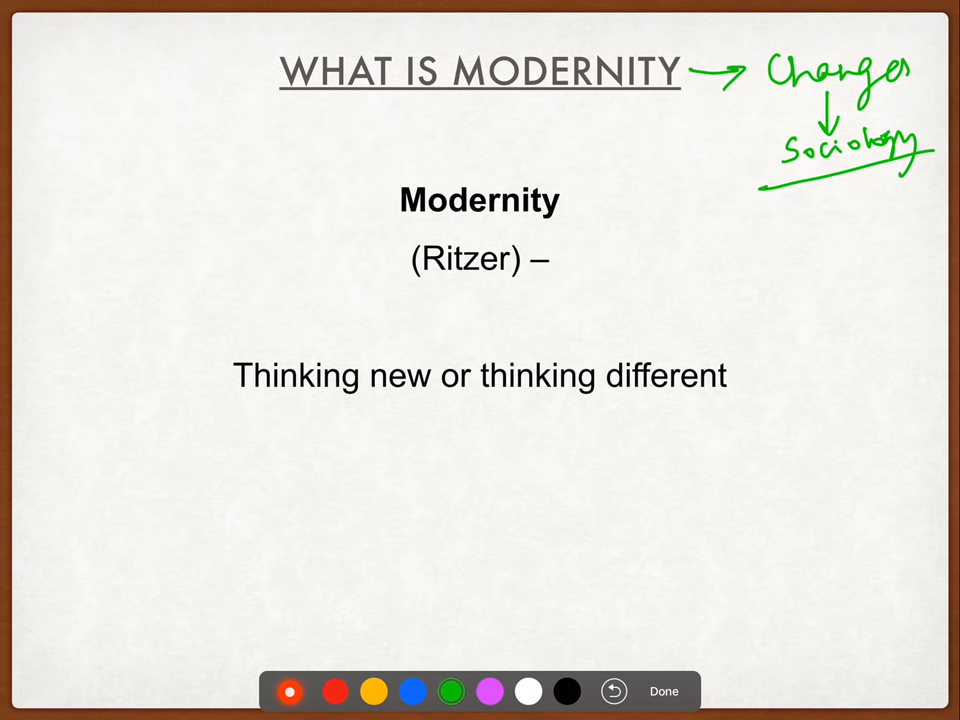 WHAT IS MODERNITY → Changes
↓
Sociology
Modernity
(Ritzer) –
Thinking new or thinking different
Done